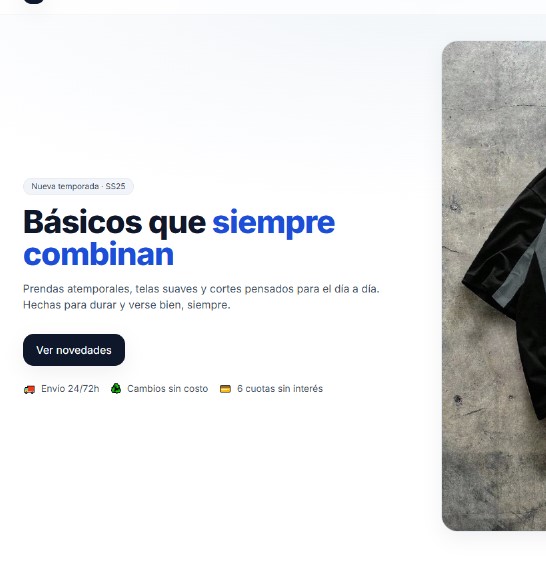 Nueva temporada · SS25
Básicos que siempre
combinan
Prendas atemporales, telas suaves y cortes pensados para el día a día.
Hechas para durar y verse bien, siempre.
Ver novedades
Envío 24/72h Cambios sin costo 6 cuotas sin interés